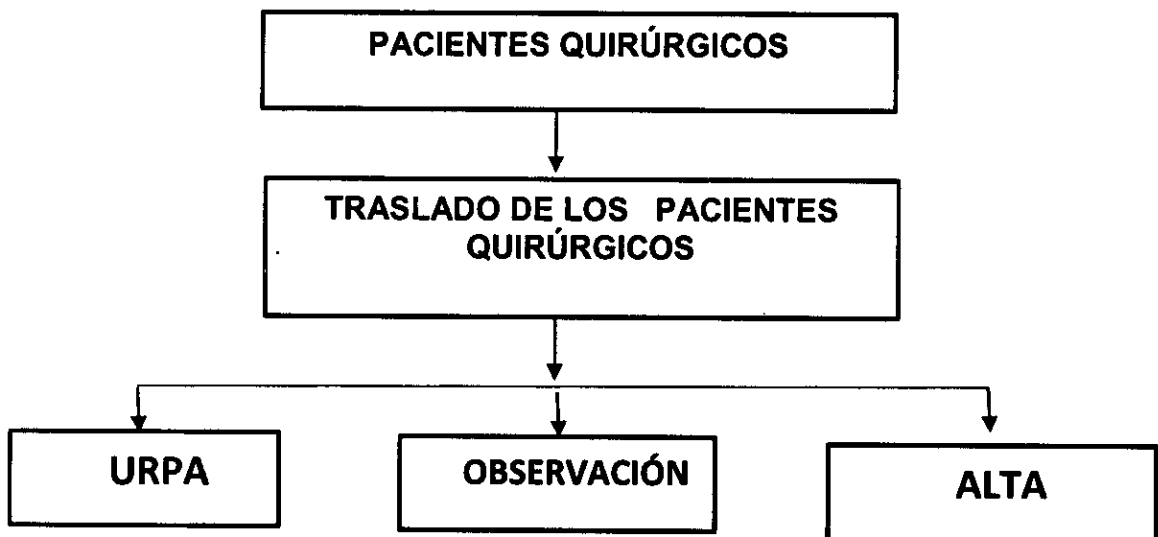 PACIENTES QUIRÚRGICOS
TRASLADO DE LOS PACIENTES
QUIRÚRGICOS
URPA
OBSERVACIÓN
ALTA